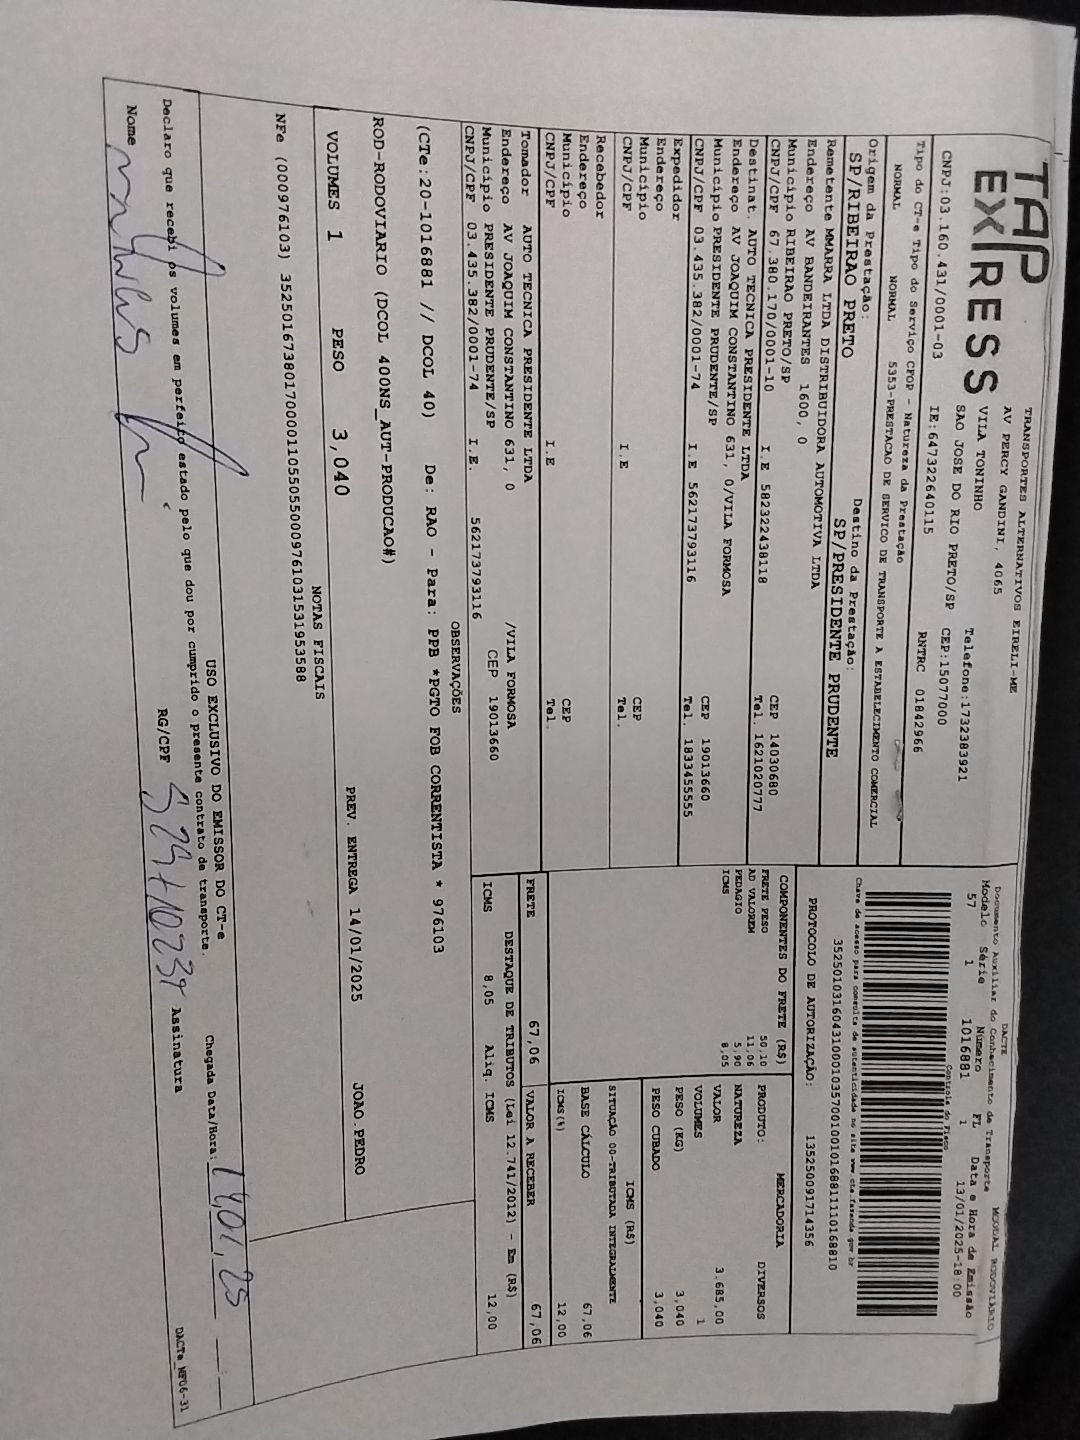 TAP EXPRESS
TRANSPORTES ALTERNATIVOS EIRELI-ME
AV PERCY GANDINI, 4065
VILA TONINHO Telefone:1732383921
SAO JOSE DO RIO PRETO/SP CEP:15077000
CNPJ:03.160.431/0001-03 IE:647322640115 RNTRC 01842966
DACTE
Documento Auxiliar do Conhecimento de Transporte MODAL RODOVIÁRIO
Modelo Série Número FL Data e Hora de Emissão
57 1 1016881 1 13/01/2025-18:00
Controle do Fisco
Chave de acesso para consulta de autenticidade no site www.cte.fazenda.gov.br
PROTOCOLO DE AUTORIZAÇÃO: 135250091714356
Tipo do CT-e Tipo do Serviço CFOP - Natureza da Prestação
NORMAL NORMAL 5353-PRESTACAO DE SERVICO DE TRANSPORTE A ESTABELECIMENTO COMERCIAL
Origem da Prestação: Destino da Prestação:
SP/RIBEIRAO PRETO SP/PRESIDENTE PRUDENTE
Remetente MMARRA LTDA DISTRIBUIDORA AUTOMOTIVA LTDA
Endereço AV BANDEIRANTES 1600, 0
Município RIBEIRAO PRETO/SP CEP 14030680
CNPJ/CPF 67.380.170/0001-10 I.E 582322438118 Tel. 1621020777
Destinat. AUTO TECNICA PRESIDENTE LTDA
Endereço AV JOAQUIM CONSTANTINO 631, 0/VILA FORMOSA
Município PRESIDENTE PRUDENTE/SP CEP 19013660
CNPJ/CPF 03.435.382/0001-74 I.E 562173793116 Tel. 1833455555
Expedidor
Endereço
Município CEP
CNPJ/CPF I.E Tel.
Recebedor
Endereço
Município CEP
CNPJ/CPF I.E Tel.
Tomador AUTO TECNICA PRESIDENTE LTDA
Endereço AV JOAQUIM CONSTANTINO 631, 0 /VILA FORMOSA
Município PRESIDENTE PRUDENTE/SP CEP 19013660
CNPJ/CPF 03.435.382/0001-74 I.E. 562173793116
COMPONENTES DO FRETE (R$)
FRETE PESO 50,10
AD VALOREM 11,06
PEDAGIO 5,90
ICMS 8,05
MERCADORIA
PRODUTO: DIVERSOS
NATUREZA
VALOR 3.685,00
VOLUMES 1
PESO (KG) 3,040
PESO CUBADO 3,040
ICMS (R$)
SITUAÇÃO 00-TRIBUTADA INTEGRALMENTE
BASE CÁLCULO 67,06
ICMS(%) 12,00
FRETE 67,06 VALOR A RECEBER 67,06
DESTAQUE DE TRIBUTOS (Lei 12.741/2012) - Em (R$)
ICMS 8,05 Aliq. ICMS 12,00
OBSERVAÇÕES
(CTe:20-1016881 // DCOL 40) De: RAO - Para: PPB *PGTO FOB CORRENTISTA * 976103
ROD-RODOVIARIO (DCOL 400NS_AUT-PRODUCAO#)
VOLUMES 1 PESO 3,040 PREV. ENTREGA 14/01/2025 JOAO.PEDRO
NOTAS FISCAIS
USO EXCLUSIVO DO EMISSOR DO CT-e
Declaro que recebi os volumes em perfeito estado pelo que dou por cumprido o presente contrato de transporte.
Chegada Data/Hora:
Nome RG/CPF Assinatura
DACTe_MF06-31